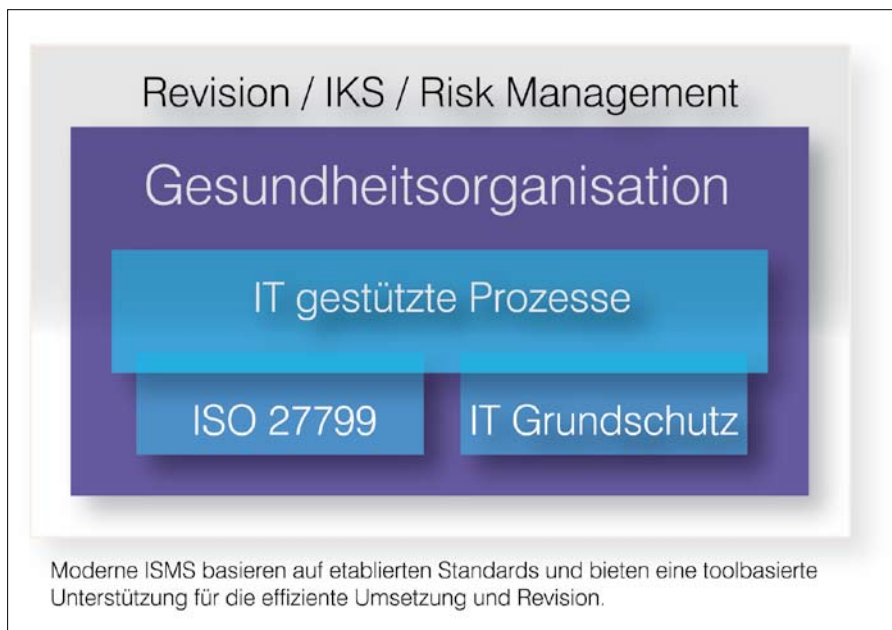 Revision / IKS / Risk Management
Gesundheitsorganisation
IT gestützte Prozesse
ISO 27799
IT Grundschutz
Moderne ISMS basieren auf etablierten Standards und bieten eine toolbasierte
Unterstützung für die effiziente Umsetzung und Revision.